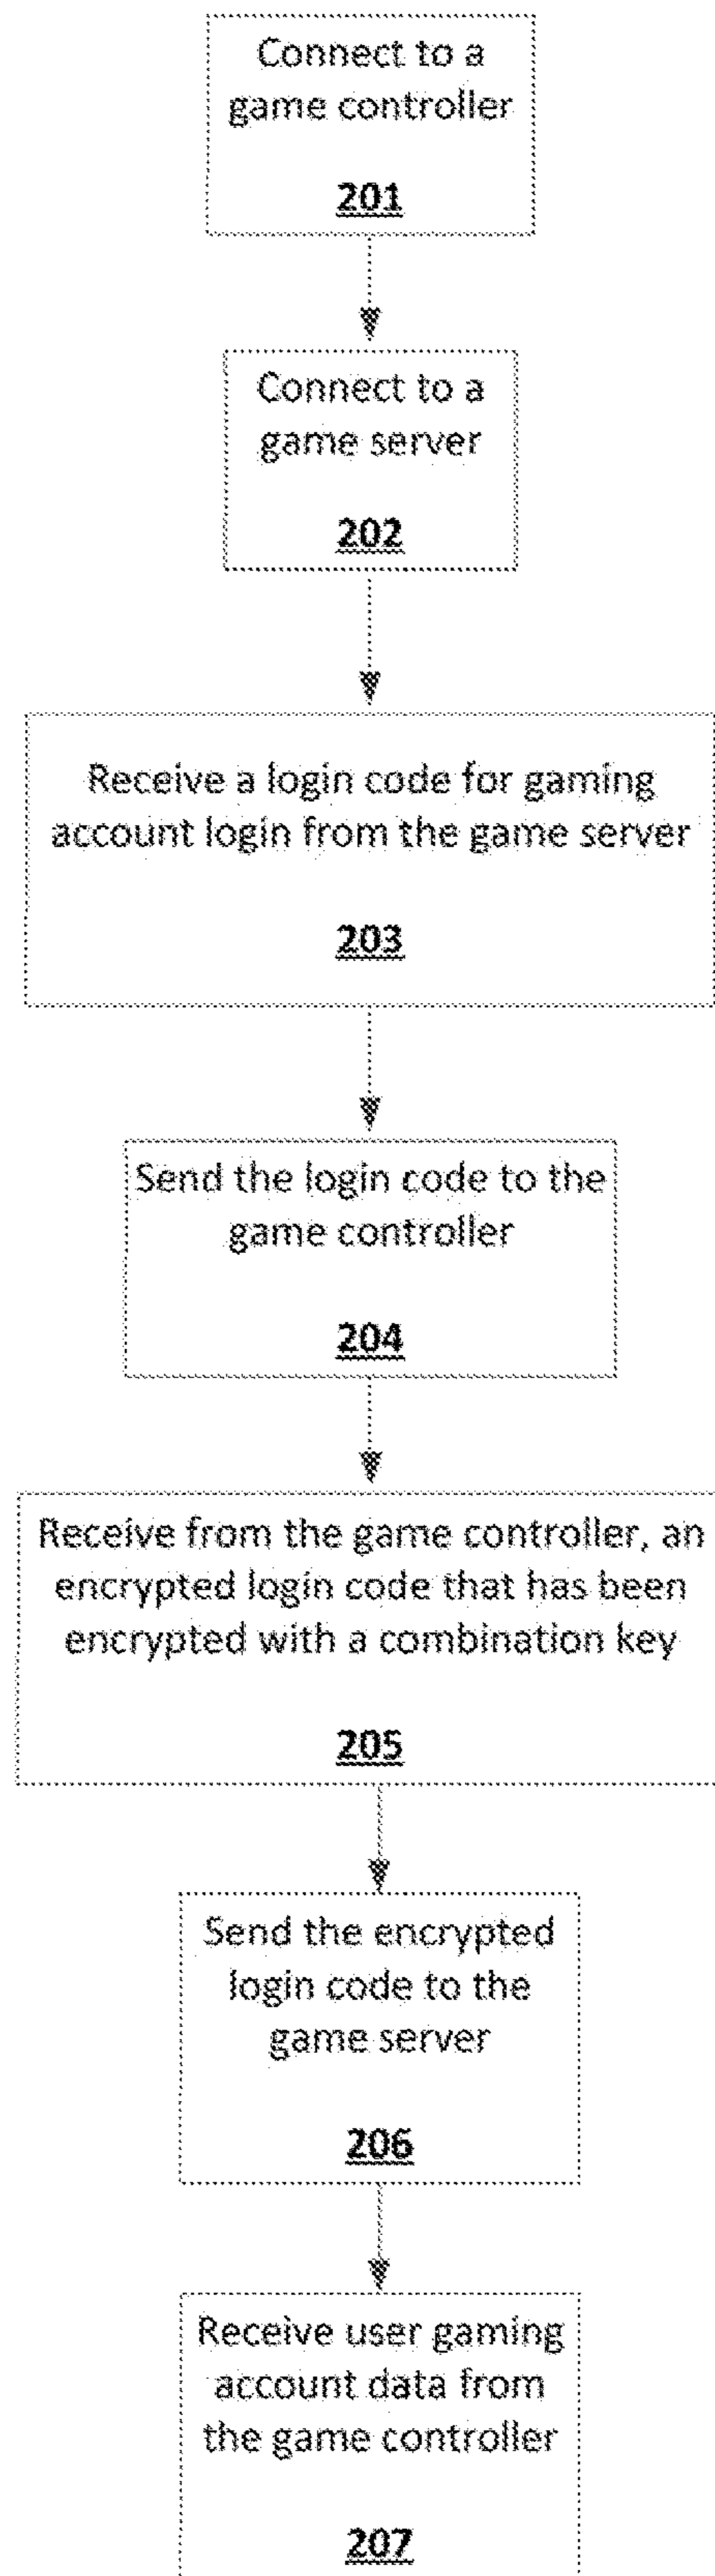 Connect to a
game controller
201
Connect to a
game server
202
Receive a login code for gaming
account login from the game server
203
Send the login code to the
game controller
204
Receive from the game controller, an
encrypted login code that has been
encrypted with a combination key
205
Send the encrypted
login code to the
game server
206
Receive user gaming
account data from
the game controller
207